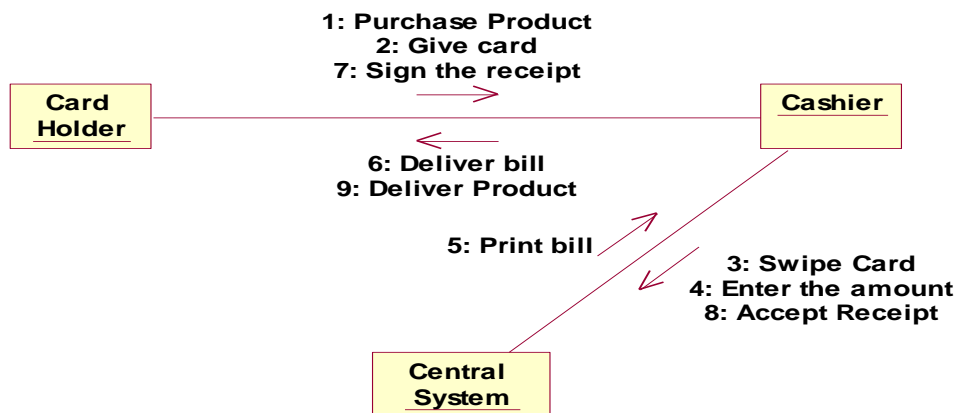 1: Purchase Product
2: Give card
7: Sign the receipt
Card
Holder
Cashier
6: Deliver bill
9: Deliver Product
5: Print bill
3: Swipe Card
4: Enter the amount
8: Accept Receipt
Central
System